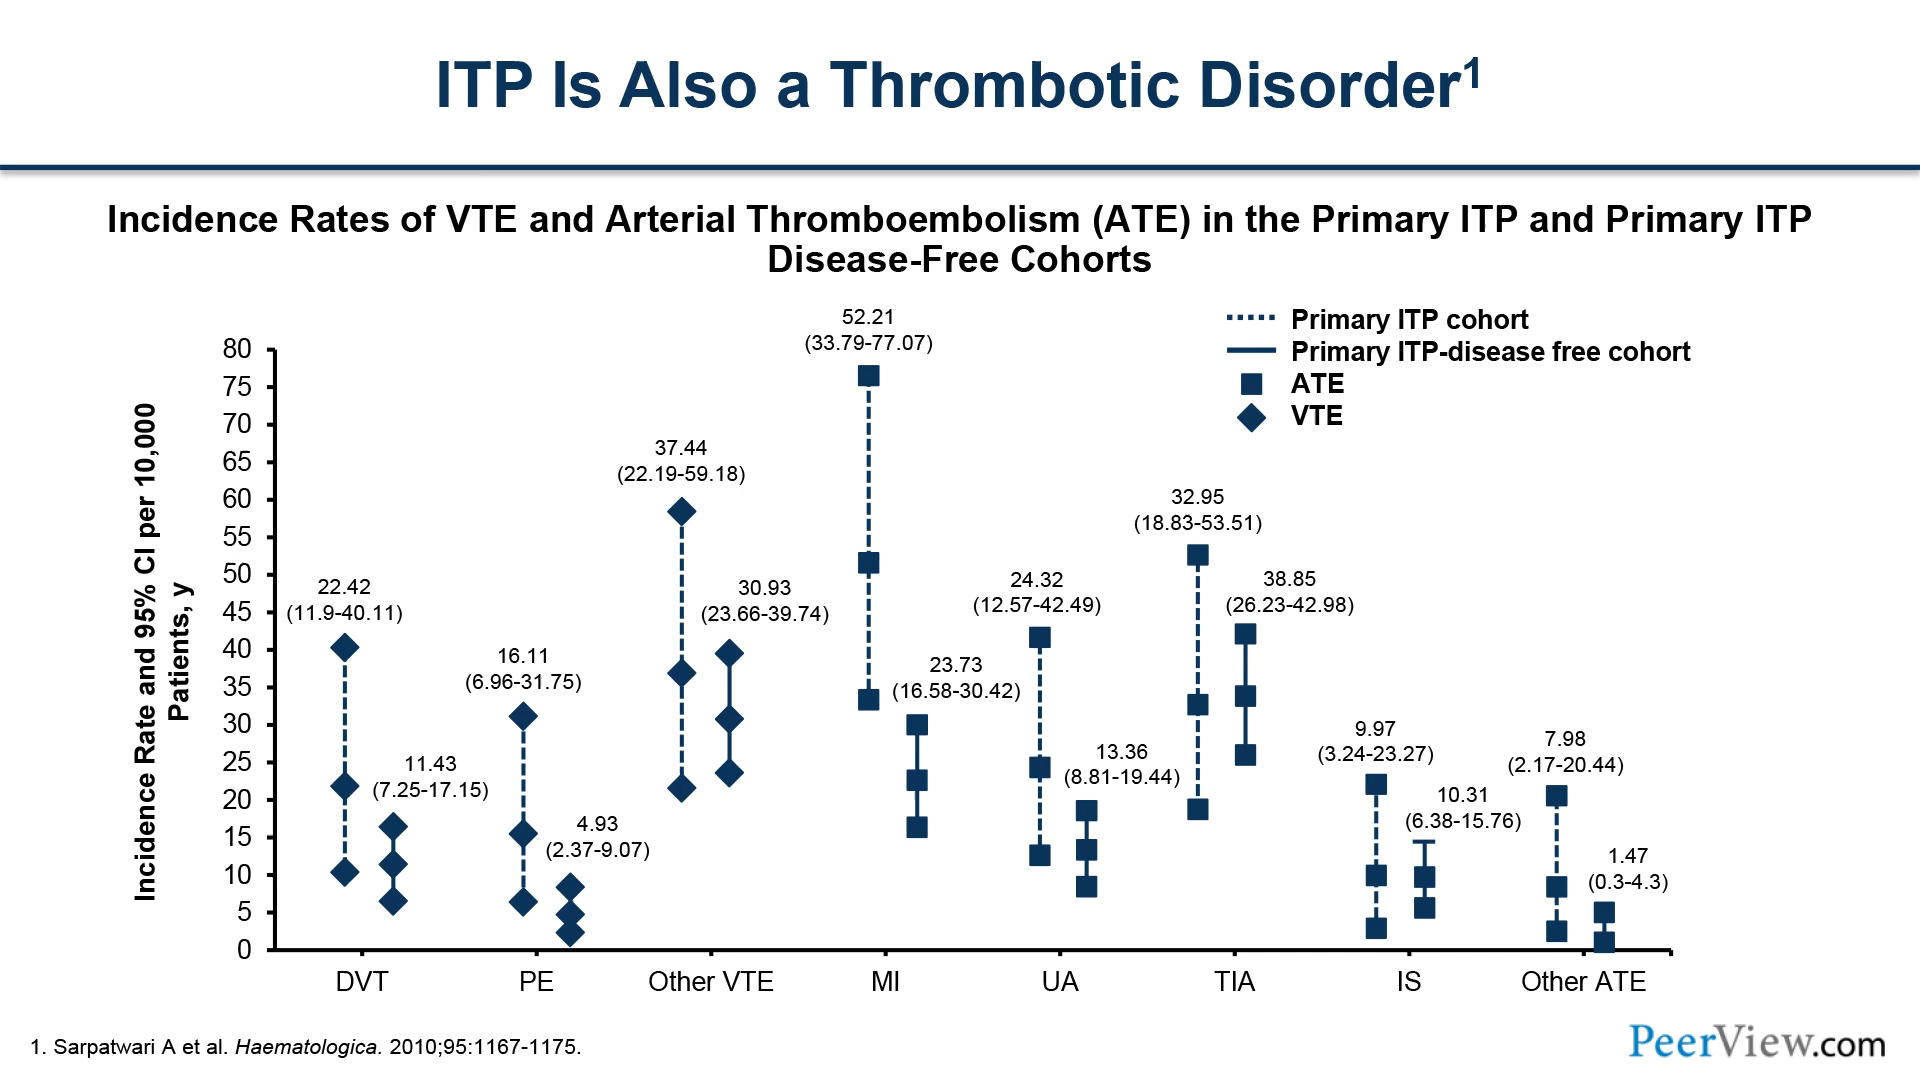 ITP Is Also a Thrombotic Disorder1
Incidence Rates of VTE and Arterial Thromboembolism (ATE) in the Primary ITP and Primary ITP
Disease-Free Cohorts
Primary ITP cohort
Primary ITP-disease free cohort
ATE
VTE
Incidence Rate and 95% CI per 10,000
Patients, y
80
75
70
65
60
55
50
45
40
35
30
25
20
15
10
5
0
22.42
(11.9-40.11)
11.43
(7.25-17.15)
16.11
(6.96-31.75)
4.93
(2.37-9.07)
37.44
(22.19-59.18)
30.93
(23.66-39.74)
52.21
(33.79-77.07)
23.73
(16.58-30.42)
24.32
(12.57-42.49)
13.36
(8.81-19.44)
32.95
(18.83-53.51)
38.85
(26.23-42.98)
9.97
(3.24-23.27)
10.31
(6.38-15.76)
7.98
(2.17-20.44)
1.47
(0.3-4.3)
DVT
PE
Other VTE
MI
UA
TIA
IS
Other ATE
1. Sarpatwari A et al. Haematologica. 2010;95:1167-1175.
PeerView.com